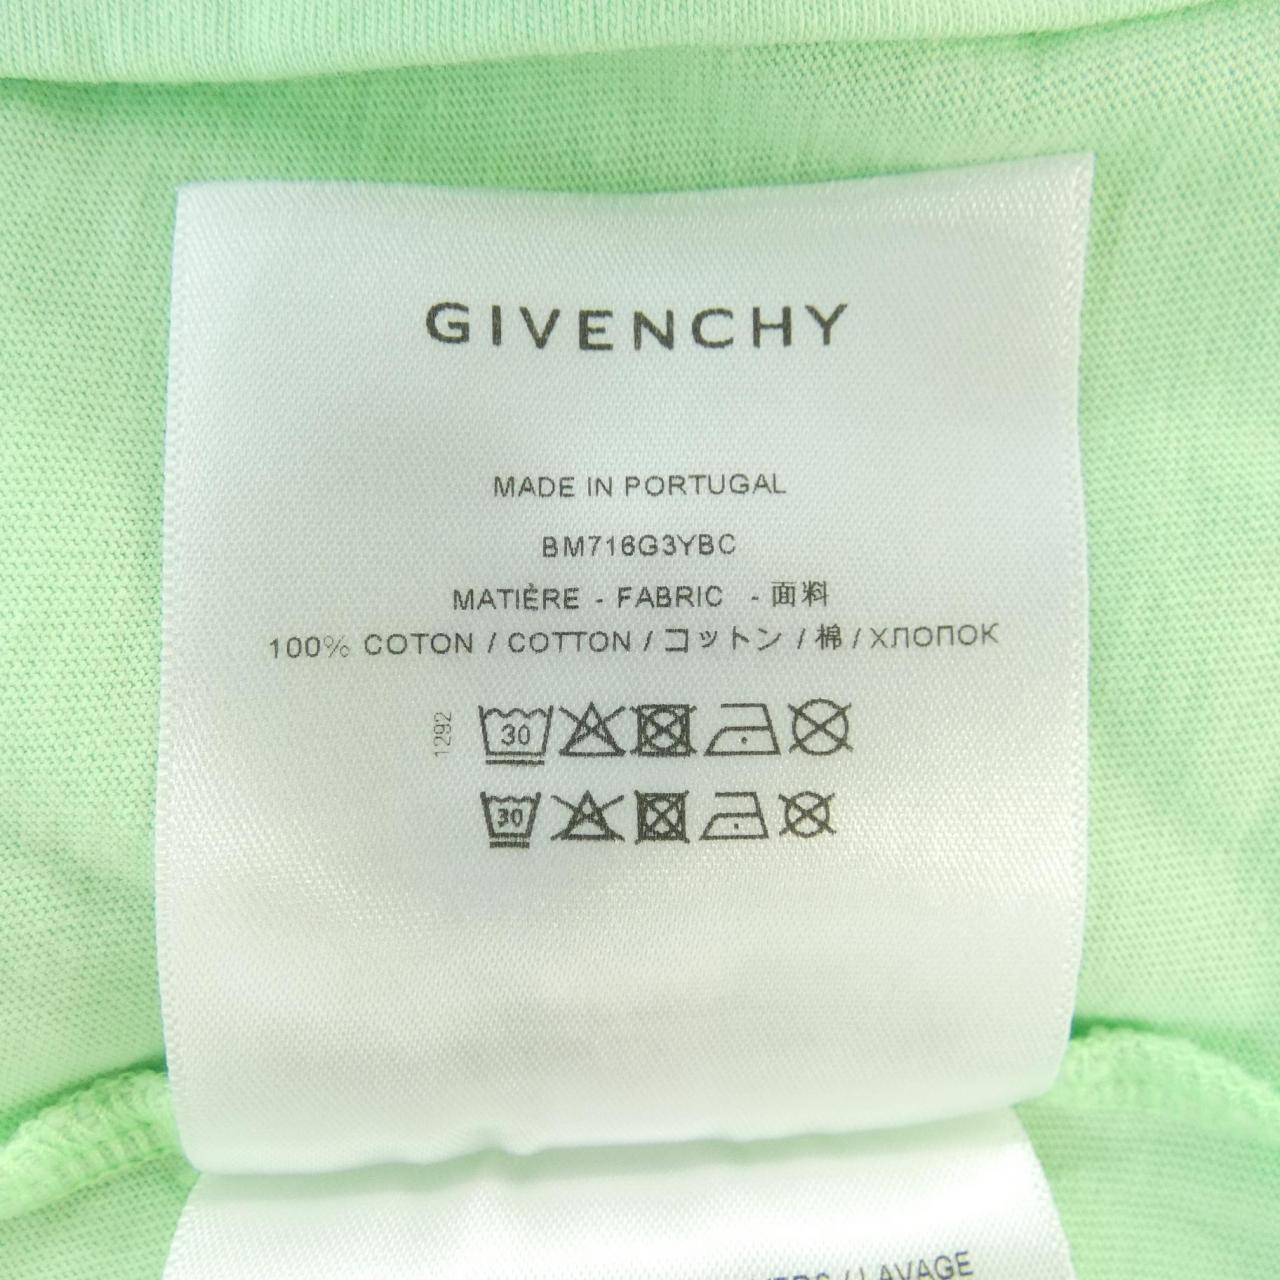 GIVENCHY
MADE IN PORTUGAL
BM716G3YBC
MATIÈRE - FABRIC - 面料
100% COTON / COTTON / コットン / 棉 / ХЛОПОК
1292
30
30
/ LAVAGE